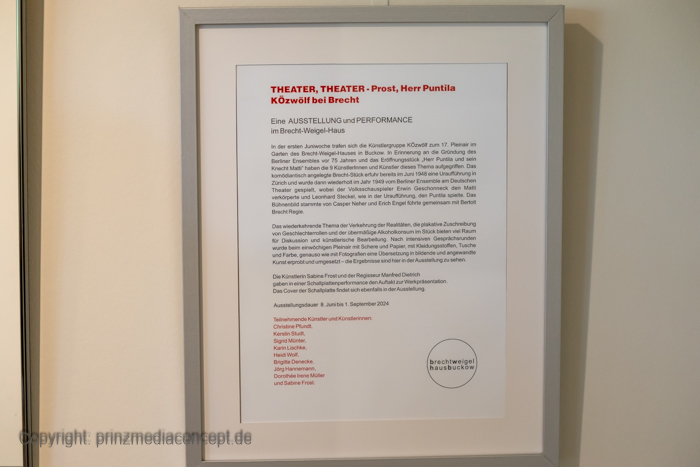 THEATER, THEATER - Prost, Herr Puntila
KÖzwölf bei Brecht
Eine AUSSTELLUNG und PERFORMANCE
im Brecht-Weigel-Haus
In der ersten Juniwoche trafen sich die Künstlergruppe KÖzwölf zum 17. Pleinair im
Garten des Brecht-Weigel-Hauses in Buckow. In Erinnerung an die Gründung des
Berliner Ensembles vor 75 Jahren und das Eröffnungsstück „Herr Puntila und sein
Knecht Matti" haben die 9 Künstlerinnen und Künstler dieses Thema aufgegriffen. Das
komödiantisch angelegte Brecht-Stück erfuhr bereits im Juni 1948 eine Uraufführung in
Zürich und wurde dann wiederholt im Jahr 1949 vom Berliner Ensemble am Deutschen
Theater gespielt, wobei der Volksschauspieler Erwin Geschonneck den Matti
verkörperte und Leonhard Steckel, wie in der Uraufführung, den Puntila spielte. Das
Bühnenbild stammte von Casper Neher und Erich Engel führte gemeinsam mit Bertolt
Brecht Regie.
Das wiederkehrende Thema der Verkehrung der Realitäten, die plakative Zuschreibung
von Geschlechterrollen und der übermäßige Alkoholkonsum im Stück bieten viel Raum
für Diskussion und künstlerische Bearbeitung. Nach intensiven Gesprächsrunden
wurde beim einwöchigen Pleinair mit Schere und Papier, mit Kleidungsstoffen, Tusche
und Farbe, genauso wie mit Fotografien eine Übersetzung in bildende und angewandte
Kunst erprobt und umgesetzt – die Ergebnisse sind hier in der Ausstellung zu sehen.
Die Künstlerin Sabine Frost und der Regisseur Manfred Dietrich
gaben in einer Schallplattenperformance den Auftakt zur Werkpräsentation.
Das Cover der Schallplatte findet sich ebenfalls in der Ausstellung.
Ausstellungsdauer 8. Juni bis 1. September 2024
Teilnehmende Künstler und Künstlerinnen:
Christine Pfundt,
Kerstin Studt,
Sigrid Münter,
Karin Lischke,
Heidi Wolf,
Brigitte Denecke,
Jörg Hannemann,
Dorothée Irene Müller
und Sabine Frost.
brechtweigel
hausbuckow
Copyright: prinzmediaconcept.de